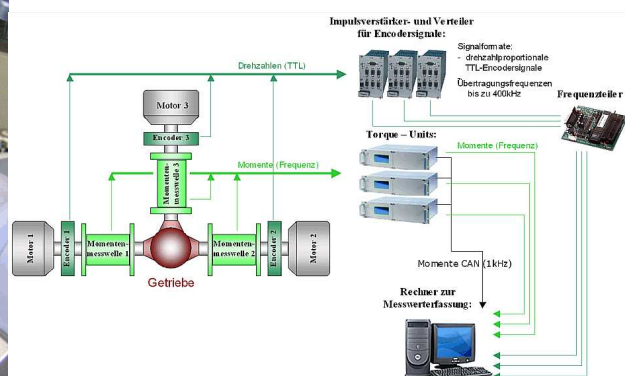 Impulsverstärker- und Verteiler
für Encodersignale:
Signalformate:
- drehzahlproportionale
TTL-Encodersignale
Übertragungsfrequenzen
bis zu 400kHz
Frequenzteiler
Drehzahlen (TTL)
Motor 3
Encoder 3
Momenten-
messwelle 3
Momente (Frequenz)
Torque – Units:
Momente (Frequenz)
Motor 1
Encoder 1
Momenten-
messwelle 1
Momenten-
messwelle 2
Encoder 2
Motor 2
Getriebe
Momente CAN (1kHz)
Rechner zur
Messwerterfassung: